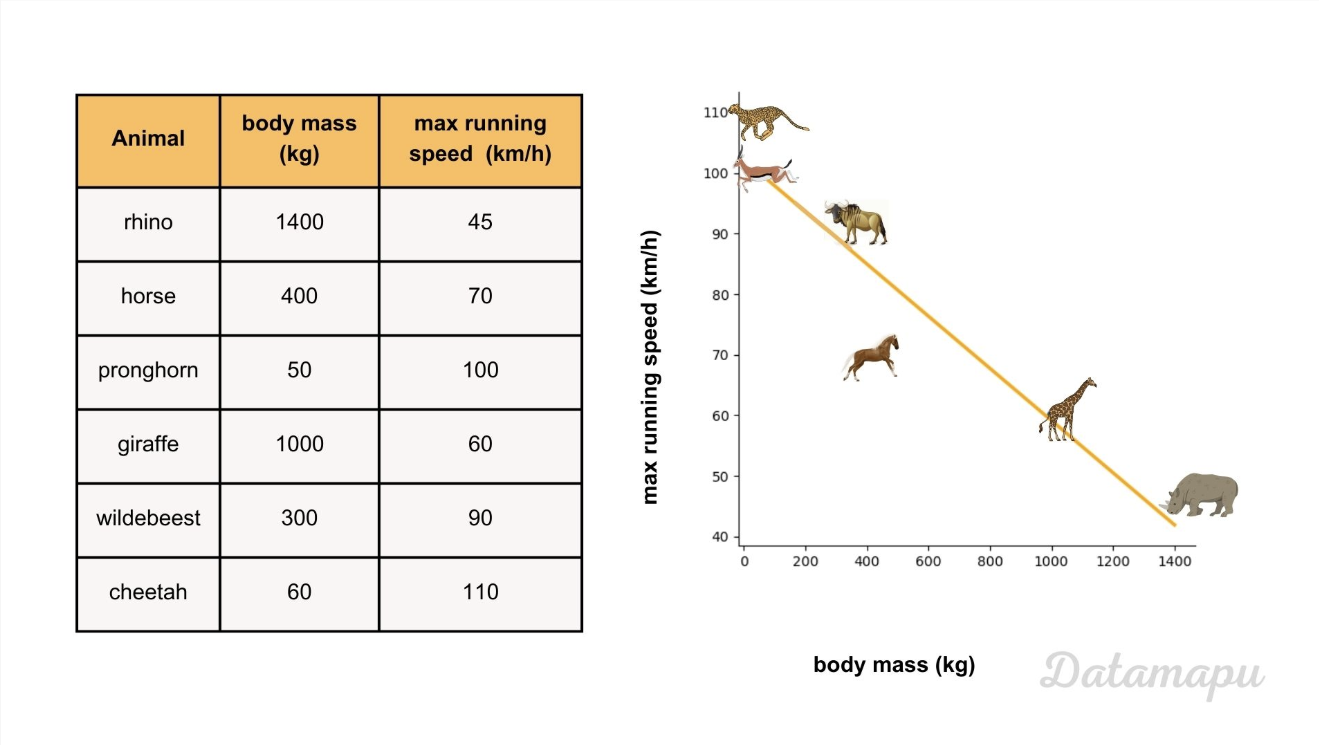 Animal
body mass
(kg)
max running
speed (km/h)
rhino
1400
45
horse
400
70
pronghorn
50
100
giraffe
1000
60
wildebeest
300
90
cheetah
60
110
max running speed (km/h)
110
100
90
80
70
60
50
40
0
200
400
600
800
1000
1200
1400
body mass (kg)
Datamapu